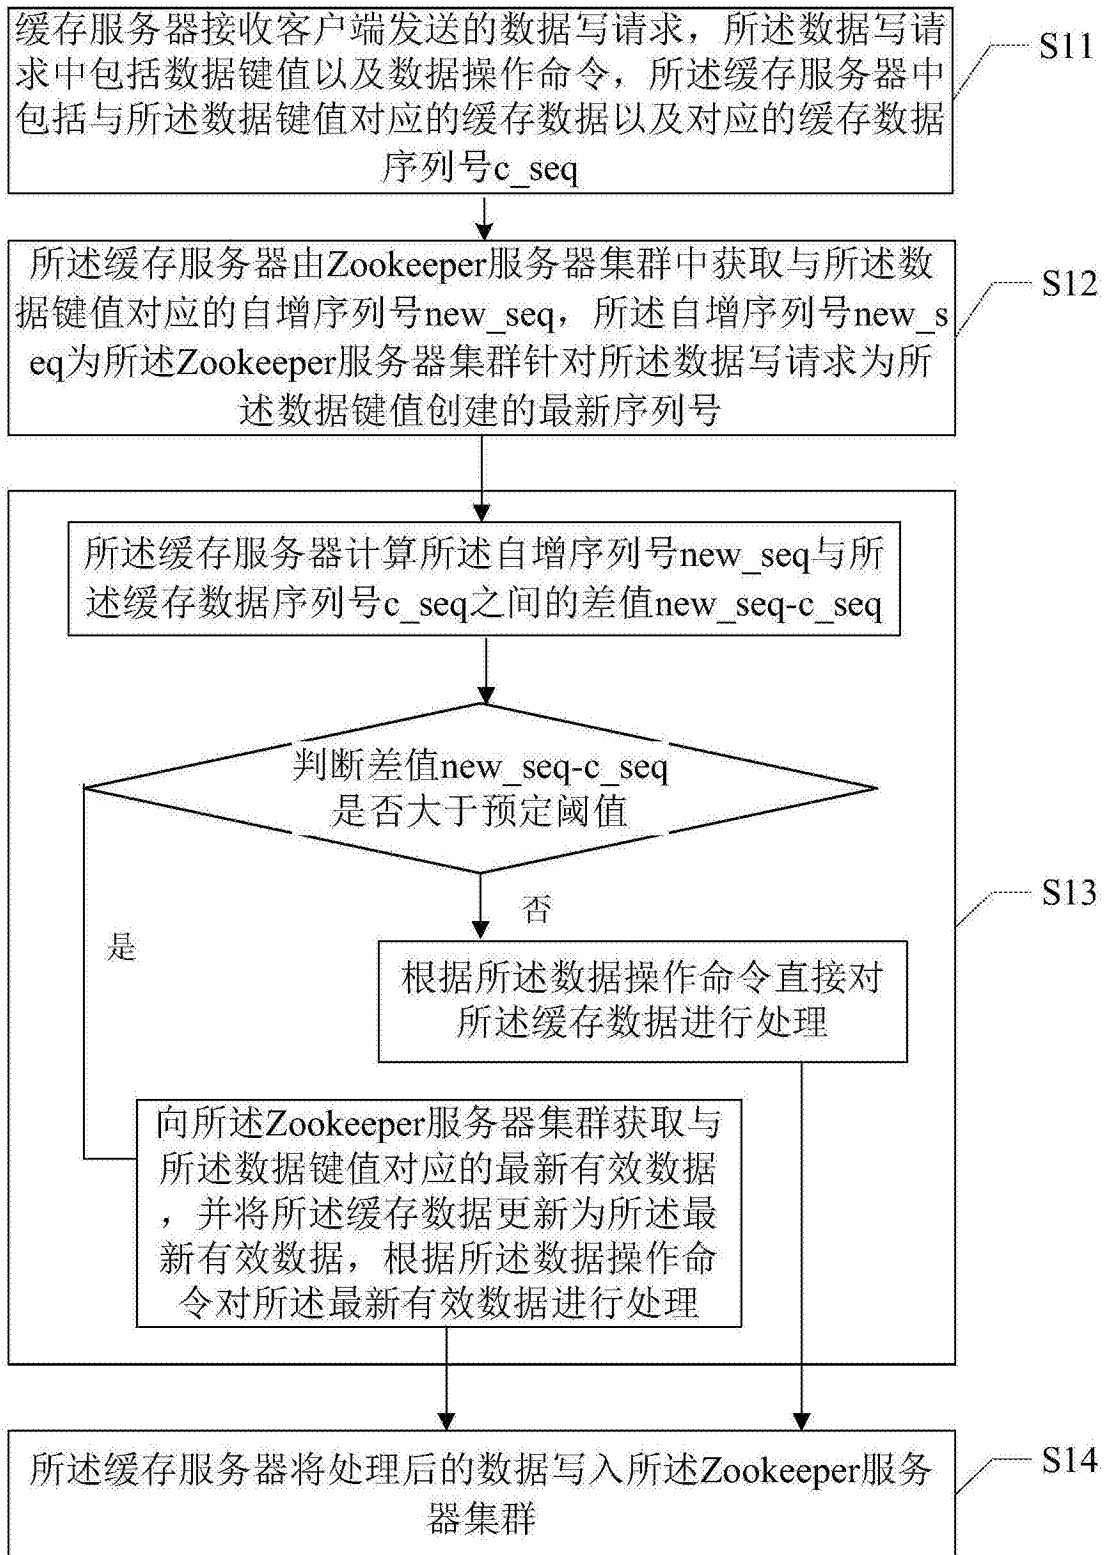 缓存服务器接收客户端发送的数据写请求，所述数据写请
求中包括数据键值以及数据操作命令，所述缓存服务器中
包括与所述数据键值对应的缓存数据以及对应的缓存数据
序列号c_seq
S11
所述缓存服务器由Zookeeper服务器集群中获取与所述数
据键值对应的自增序列号new_seq，所述自增序列号new_s
eq为所述Zookeeper服务器集群针对所述数据写请求为所
述数据键值创建的最新序列号
S12
所述缓存服务器计算所述自增序列号new_seq与所
述缓存数据序列号c_seq之间的差值new_seq-c_seq
判断差值new_seq-c_seq
是否大于预定阈值
S13
否
是
根据所述数据操作命令直接对
所述缓存数据进行处理
向所述Zookeeper服务器集群获取与
所述数据键值对应的最新有效数据
，并将所述缓存数据更新为所述最
新有效数据，根据所述数据操作命
令对所述最新有效数据进行处理
所述缓存服务器将处理后的数据写入所述Zookeeper服务
器集群
S14